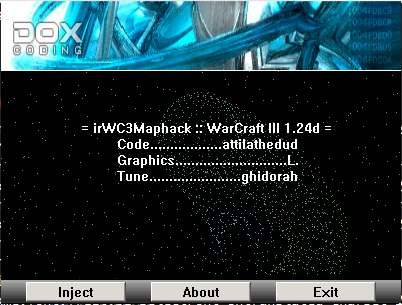 DOX
CODING
= irWC3Maphack :: WarCraft III 1.24d =
Code..................attilathedud
Graphics............................L.
Tune.......................ghidorah
Inject
About
Exit